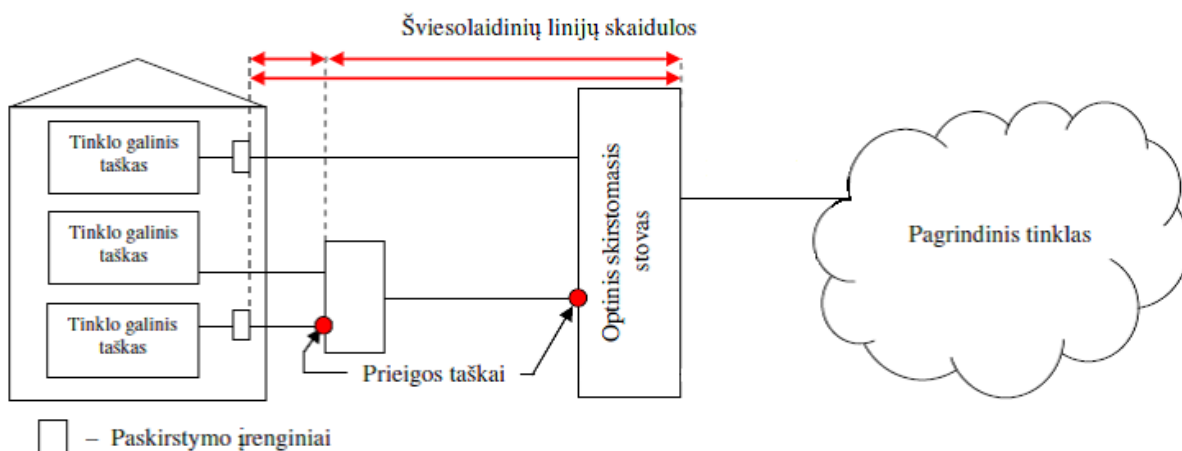 Šviesolaidinių linijų skaidulos
Tinklo galinis
taškas
Tinklo galinis
taškas
Tinklo galinis
taškas
Optinis skirstomasis
stovas
Pagrindinis tinklas
Prieigos taškai
– Paskirstymo įrenginiai